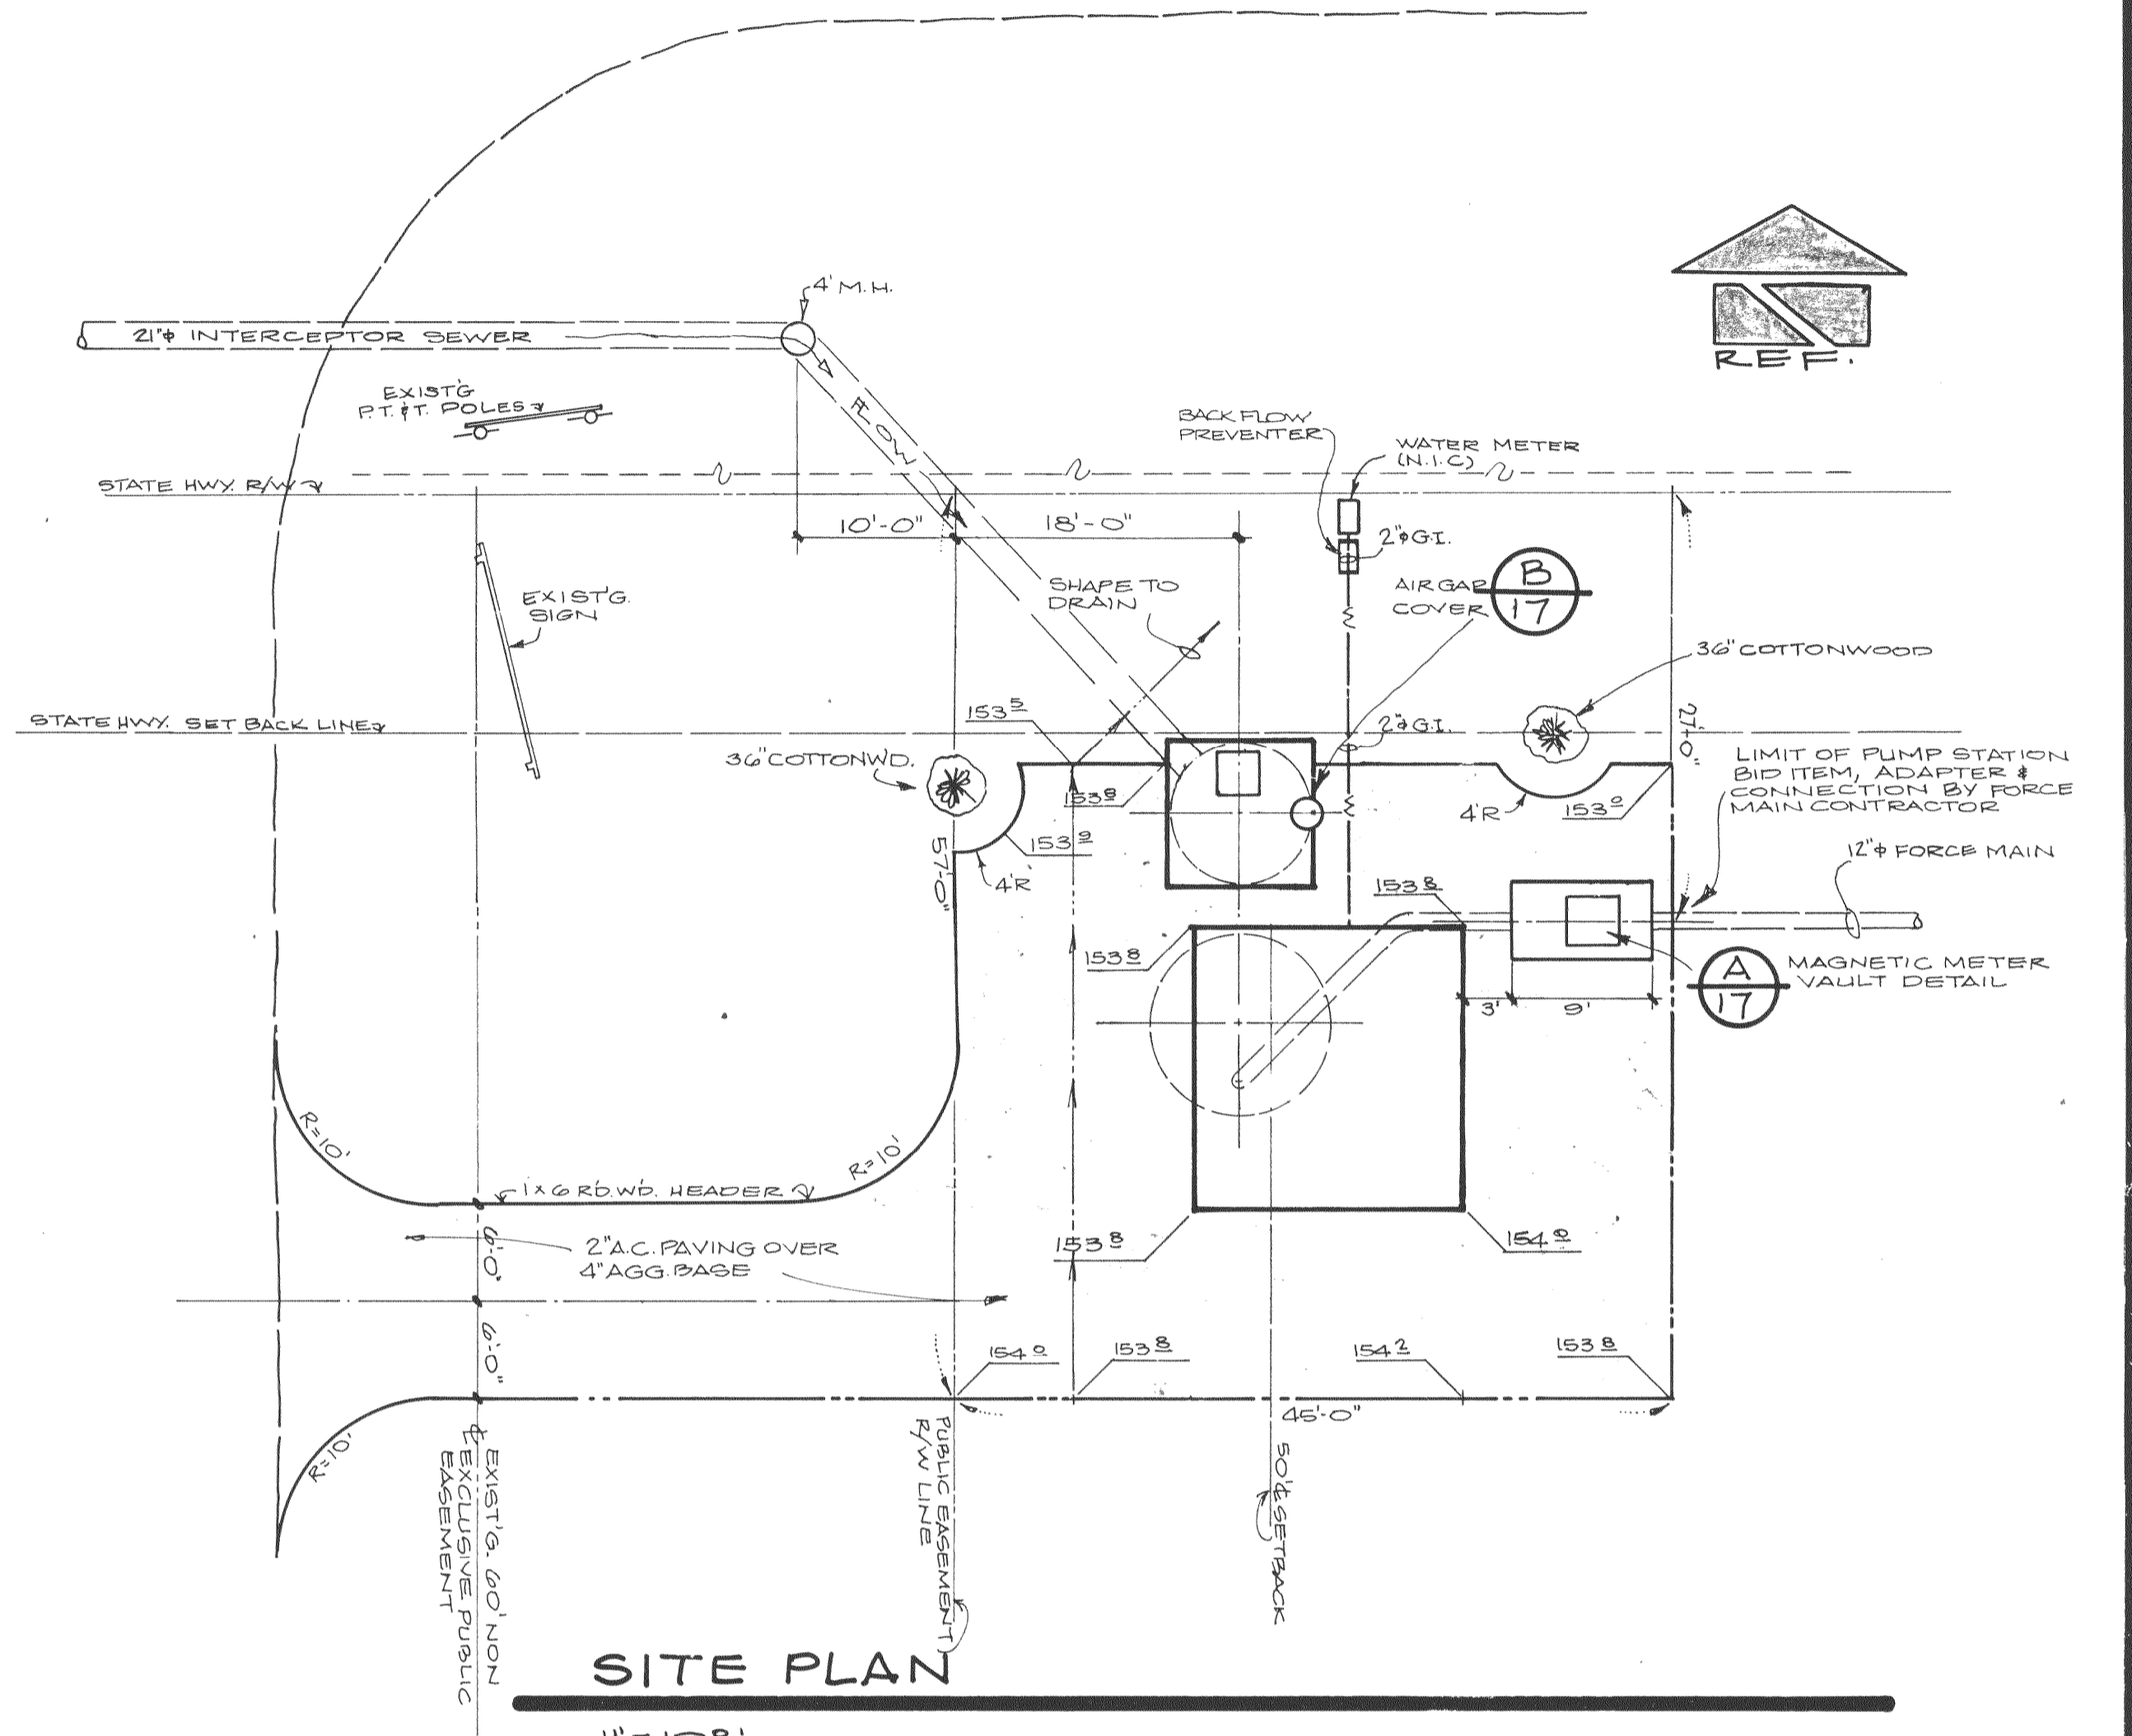 4' M.H.
21"ϕ INTERCEPTOR SEWER
REF.
EXIST'G
P.T.&T. POLES
FLOW
BACK FLOW
PREVENTER
WATER METER
(N.I.C.)
STATE HWY. R/W
10'-0"
18'-0"
2"ϕ G.I.
SHAPE TO
DRAIN
AIR GAP
COVER
B
17
EXIST'G.
SIGN
36" COTTONWOOD
STATE HWY. SET BACK LINE
153 5
2"ϕ G.I.
27'-0"
36" COTTONWD.
LIMIT OF PUMP STATION
BID ITEM, ADAPTER &
CONNECTION BY FORCE
MAIN CONTRACTOR
153 8
4'R
153 0
57'-0"
153 9
4'R
12"ϕ FORCE MAIN
153 8
153 8
A
17
MAGNETIC METER
VAULT DETAIL
3'
9'
R=10'
R=10'
1×6 RD.WD. HEADER
6'-0"
2" A.C. PAVING OVER
4" AGG. BASE
153 8
154 0
6'-0"
154 0
153 8
154 2
153 8
45'-0"
R=10'
℄ EXIST'G. 60' NON
EXCLUSIVE PUBLIC
EASEMENT
PUBLIC EASEMENT
R/W LINE
50' ℄ SETBACK
SITE PLAN